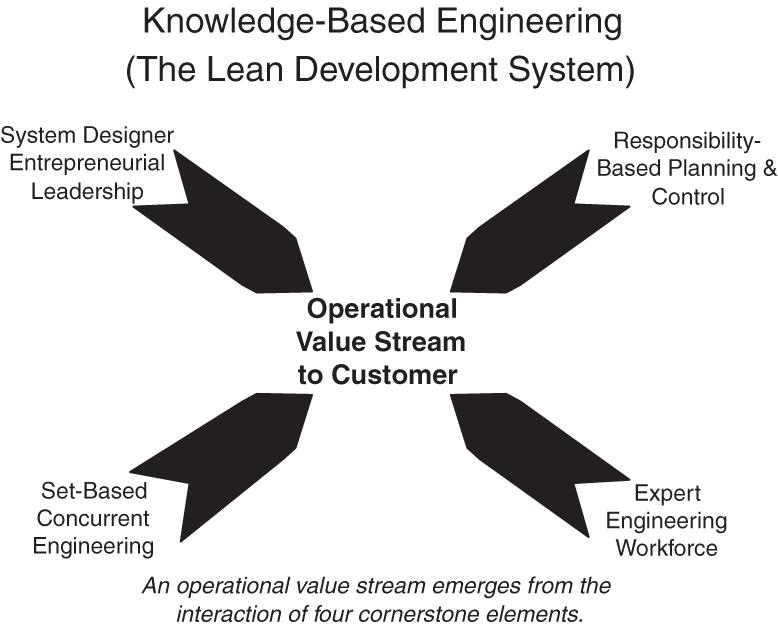 Knowledge-Based Engineering
(The Lean Development System)
System Designer
Entrepreneurial
Leadership
Responsibility-
Based Planning &
Control
Operational
Value Stream
to Customer
Set-Based
Concurrent
Engineering
Expert
Engineering
Workforce
An operational value stream emerges from the
interaction of four cornerstone elements.